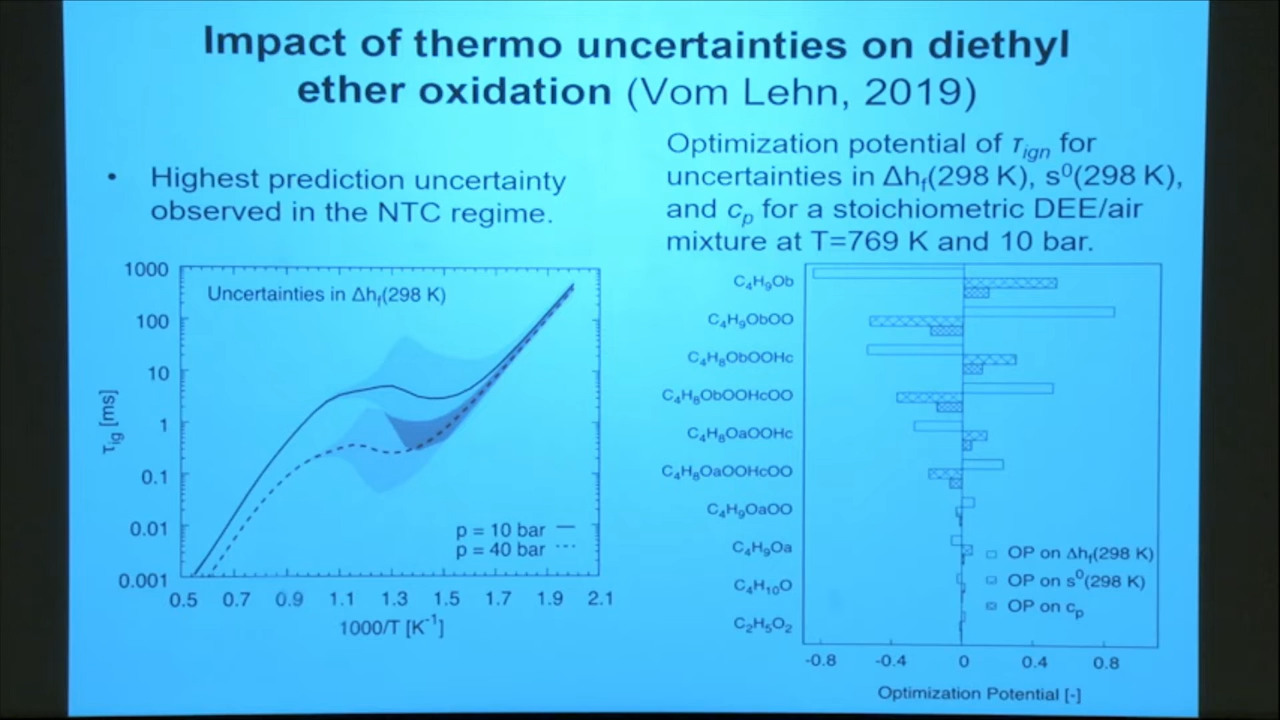 Impact of thermo uncertainties on diethyl
ether oxidation (Vom Lehn, 2019)
• Highest prediction uncertainty
observed in the NTC regime.
Optimization potential of τign for
uncertainties in Δhf(298 K), s⁰(298 K),
and cp for a stoichiometric DEE/air
mixture at T=769 K and 10 bar.
Uncertainties in Δhf(298 K)
τig [ms]
1000
100
10
1
0.1
0.01
0.001
p = 10 bar
p = 40 bar
0.5 0.7 0.9 1.1 1.3 1.5 1.7 1.9 2.1
1000/T [K⁻¹]
C₄H₉Ob
C₄H₉ObOO
C₄H₈ObOOHc
C₄H₈ObOOHcOO
C₄H₈OaOOHc
C₄H₈OaOOHcOO
C₄H₉OaOO
C₄H₉Oa
C₄H₁₀O
C₂H₅O₂
OP on Δhf(298 K)
OP on s⁰(298 K)
OP on cp
-0.8 -0.4 0 0.4 0.8
Optimization Potential [-]